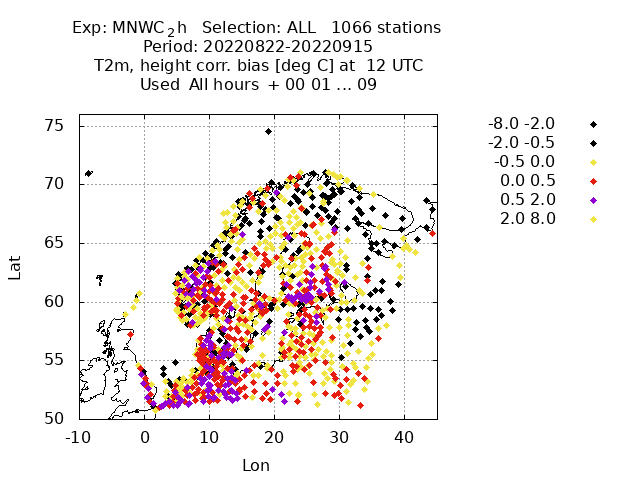 Exp: MNWC_2h   Selection: ALL   1066 stations
Period: 20220822-20220915
T2m, height corr. bias [deg C] at  12 UTC
Used  All hours  + 00 01 ... 09
-8.0 -2.0
-2.0 -0.5
-0.5 0.0
0.0 0.5
0.5 2.0
2.0 8.0
75
70
65
60
55
50
Lat
-10 0 10 20 30 40
Lon